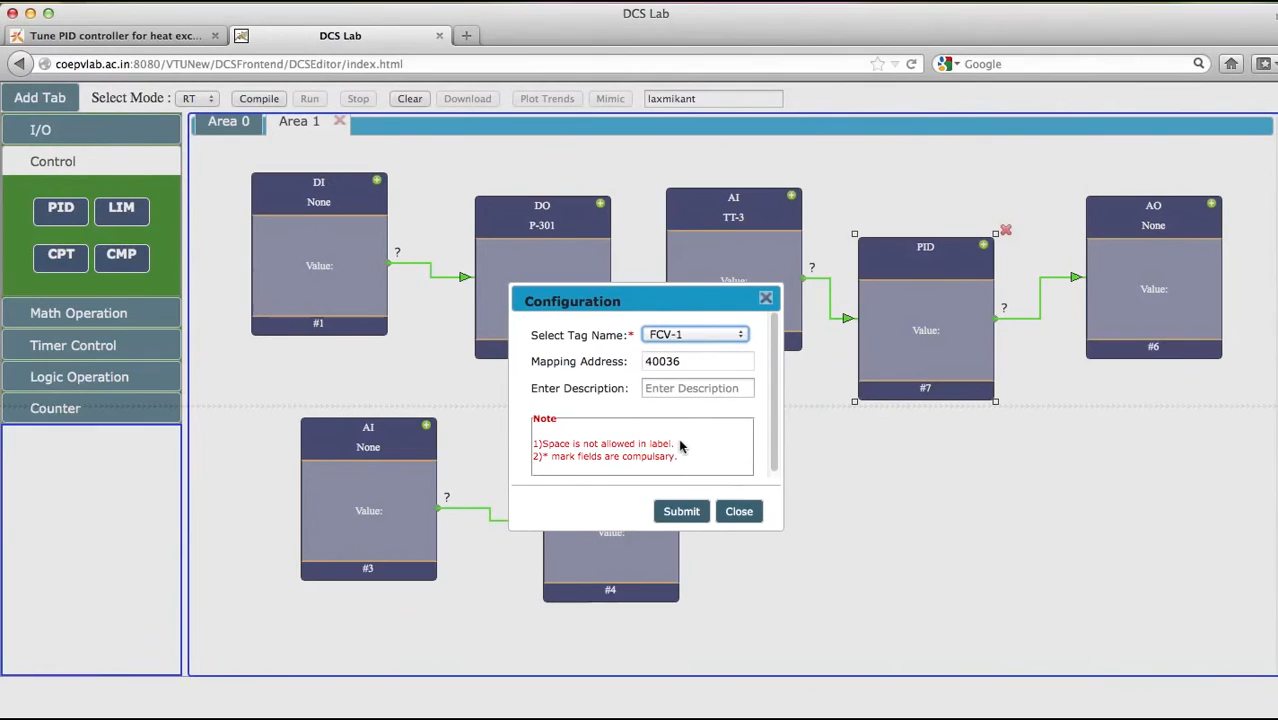 DCS Lab
Tune PID controller for heat exc...
DCS Lab
coepvlab.ac.in:8080/VTUNew/DCSFrontend/DCSEditor/index.html
Google
Add Tab
Select Mode :
RT
Compile
Run
Stop
Clear
Download
Plot Trends
Mimic
laxmikant
I/O
Control
PID
LIM
CPT
CMP
Math Operation
Timer Control
Logic Operation
Counter
Area 0
Area 1
DI
None
Value:
#1
?
DO
P-301
AI
TT-3
?
PID
Value:
#7
?
AO
None
Value:
#6
AI
None
Value:
#3
?
Value:
#4
Configuration
Select Tag Name:*
FCV-1
Mapping Address:
40036
Enter Description:
Enter Description
Note
1)Space is not allowed in label.
2)* mark fields are compulsary.
Submit
Close